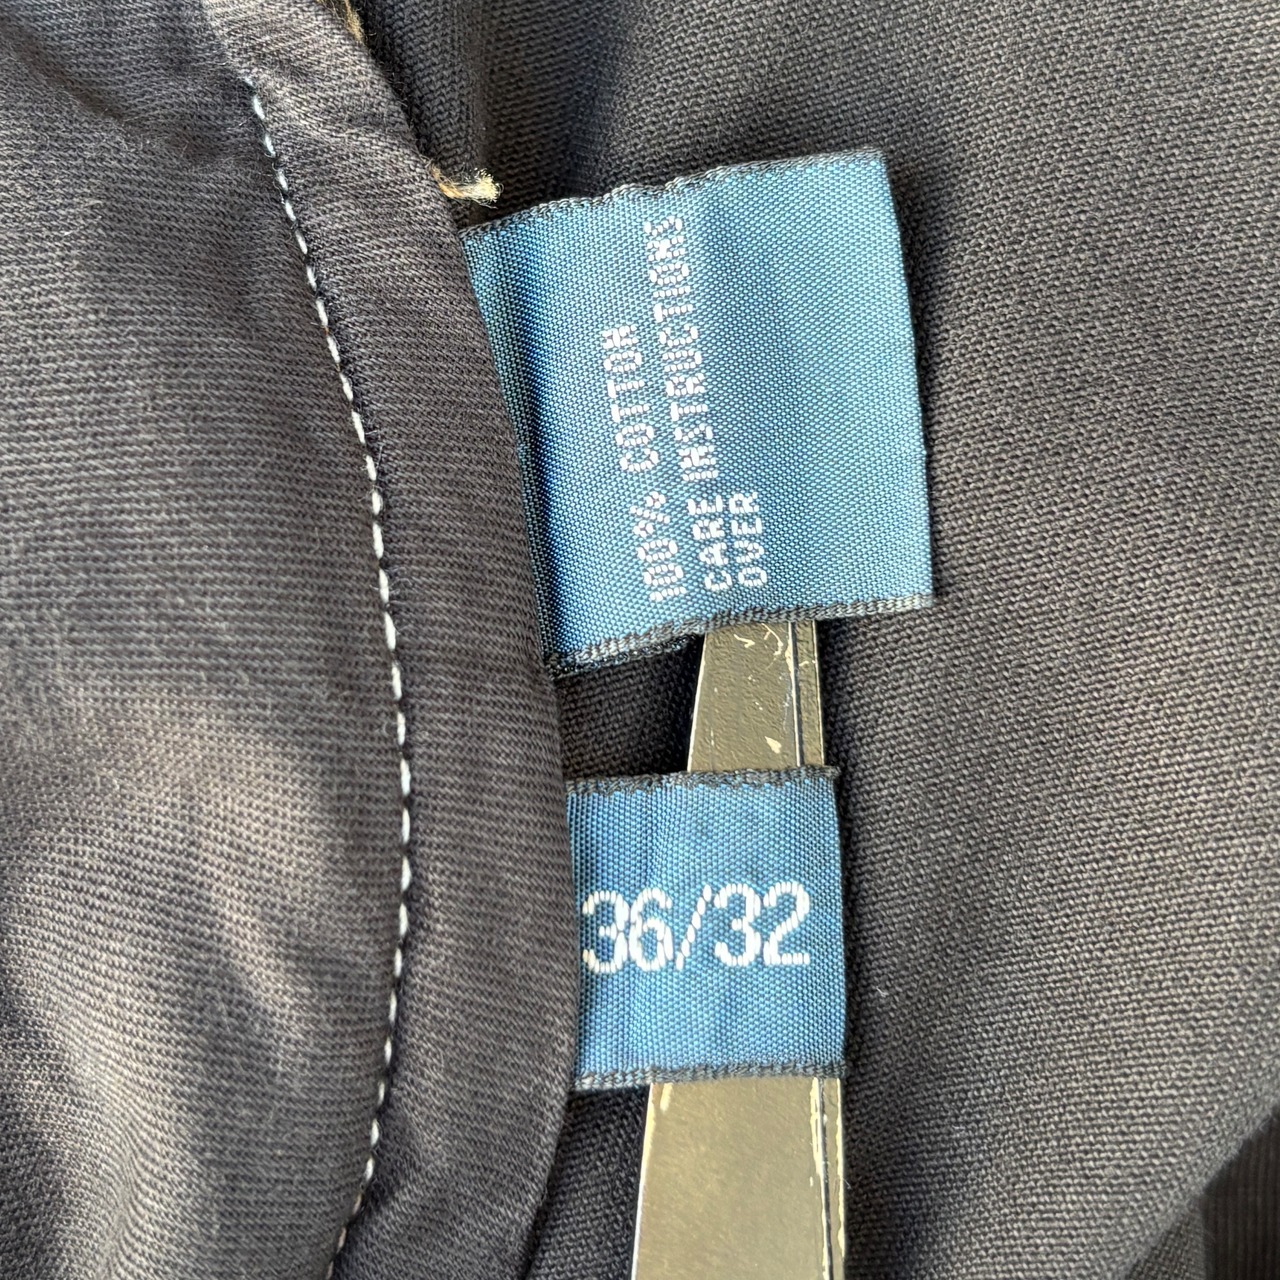 100% COTTON
CARE INSTRUCTIONS
OVER
36/32